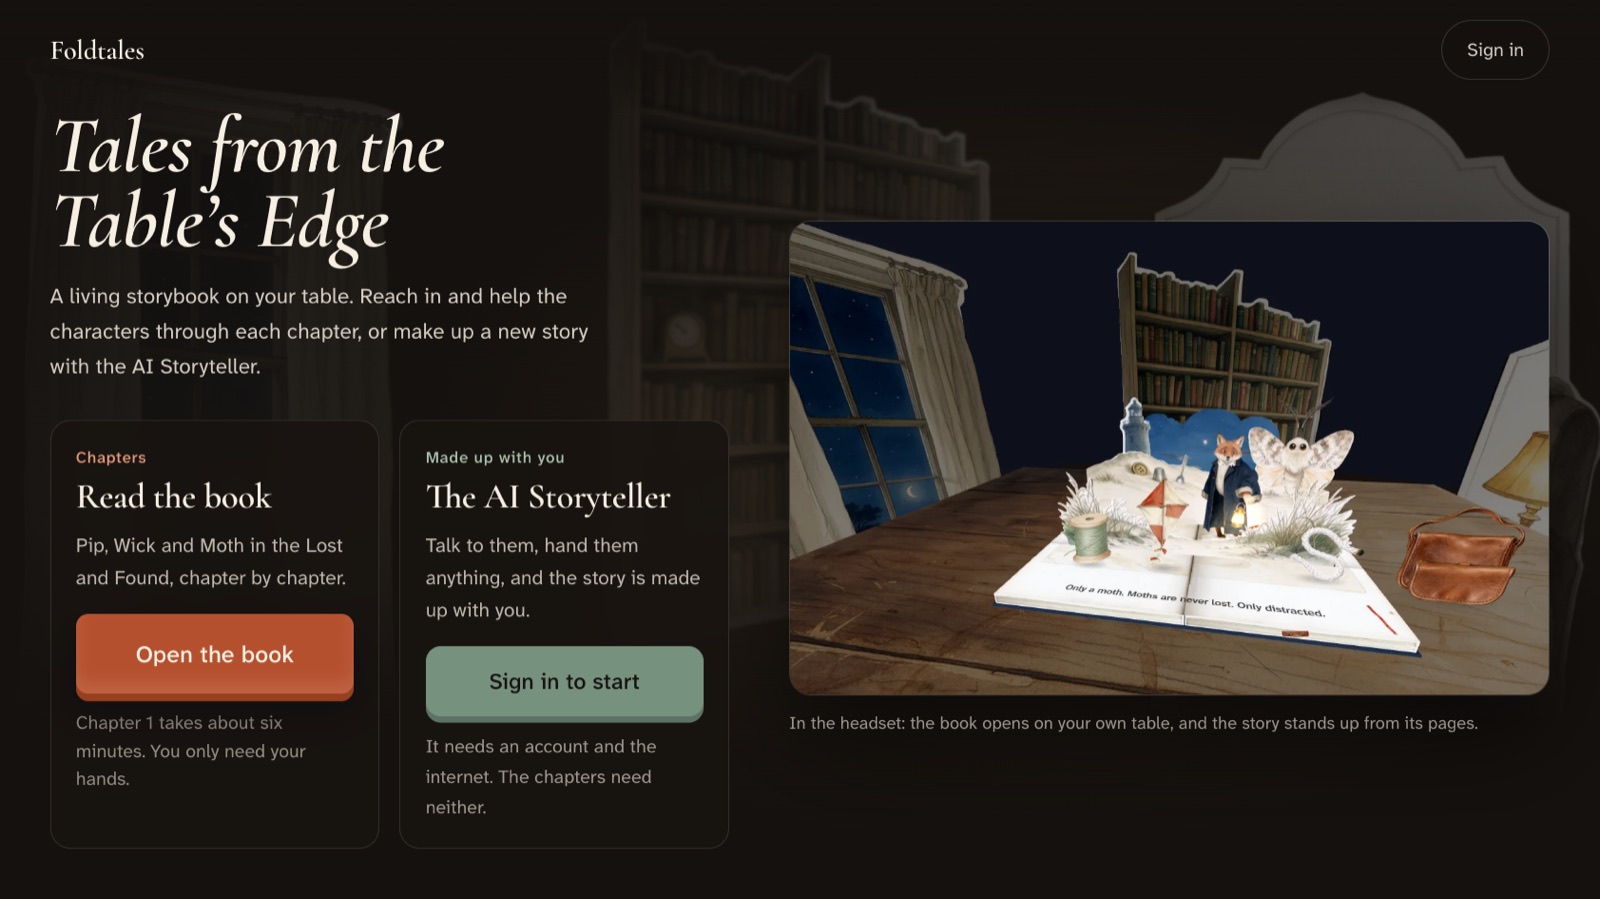 Foldtales
Sign in
Tales from the
Table’s Edge
A living storybook on your table. Reach in and help the
characters through each chapter, or make up a new story
with the AI Storyteller.
Chapters
Read the book
Pip, Wick and Moth in the Lost
and Found, chapter by chapter.
Open the book
Chapter 1 takes about six
minutes. You only need your
hands.
Made up with you
The AI Storyteller
Talk to them, hand them
anything, and the story is made
up with you.
Sign in to start
It needs an account and the
internet. The chapters need
neither.
Only a moth. Moths are never lost. Only distracted.
In the headset: the book opens on your own table, and the story stands up from its pages.